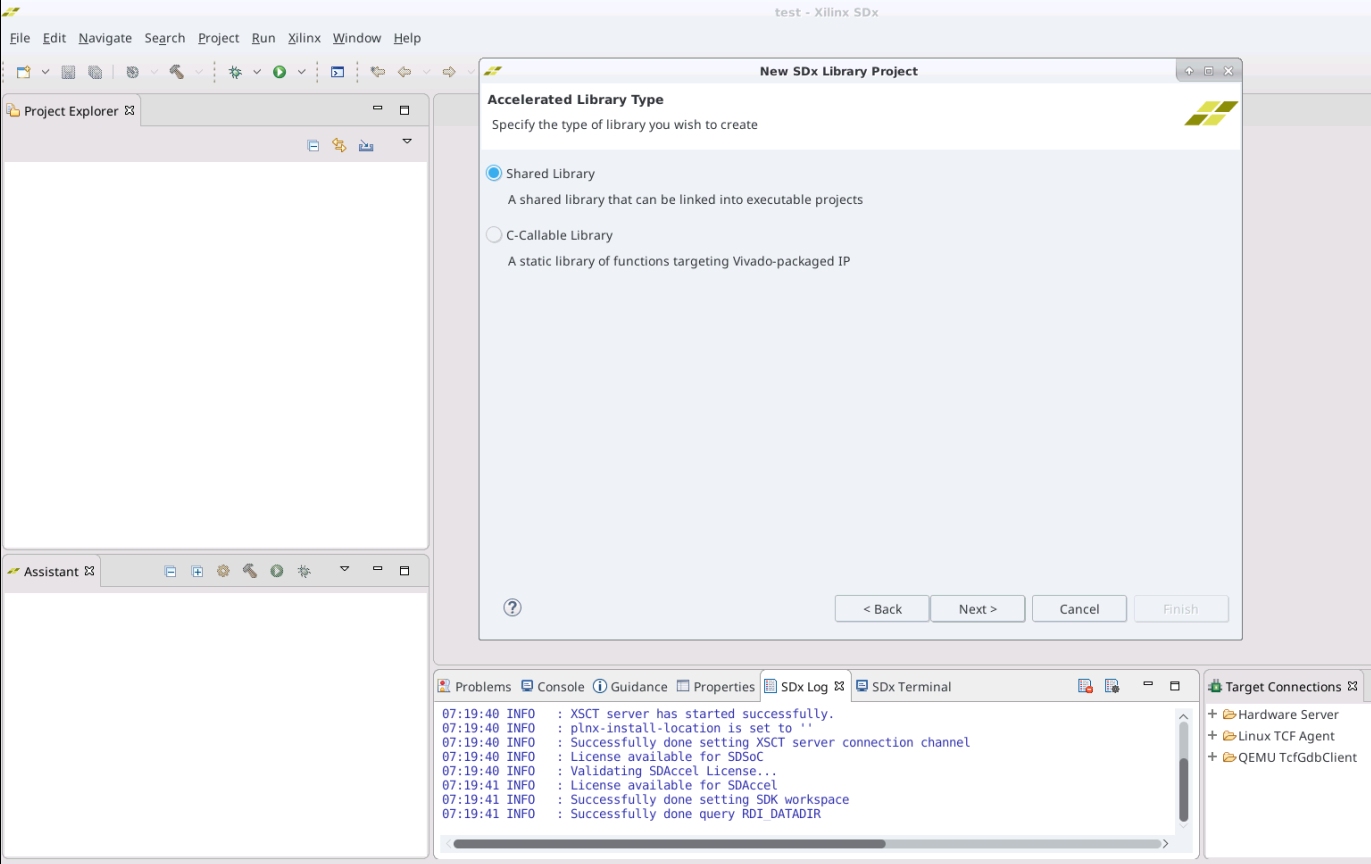 test - Xilinx SDx
File Edit Navigate Search Project Run Xilinx Window Help
New SDx Library Project
Project Explorer
Accelerated Library Type
Specify the type of library you wish to create
Shared Library
A shared library that can be linked into executable projects
C-Callable Library
A static library of functions targeting Vivado-packaged IP
? < Back Next > Cancel Finish
Assistant
Problems Console Guidance Properties SDx Log SDx Terminal
07:19:40 INFO : XSCT server has started successfully.
07:19:40 INFO : plnx-install-location is set to ''
07:19:40 INFO : Successfully done setting XSCT server connection channel
07:19:40 INFO : License available for SDSoC
07:19:40 INFO : Validating SDAccel License...
07:19:41 INFO : License available for SDAccel
07:19:41 INFO : Successfully done setting SDK workspace
07:19:41 INFO : Successfully done query RDI_DATADIR
Target Connections
Hardware Server
Linux TCF Agent
QEMU TcfGdbClient